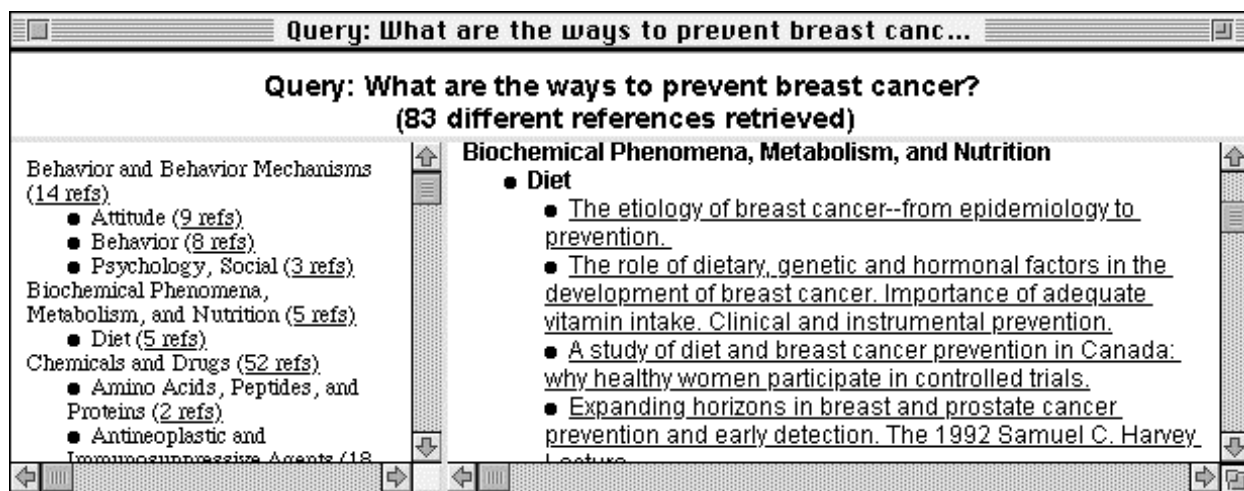 Query: What are the ways to prevent breast canc...
Query: What are the ways to prevent breast cancer?
(83 different references retrieved)
Behavior and Behavior Mechanisms
(14 refs)
● Attitude (9 refs)
● Behavior (8 refs)
● Psychology, Social (3 refs)
Biochemical Phenomena,
Metabolism, and Nutrition (5 refs)
● Diet (5 refs)
Chemicals and Drugs (52 refs)
● Amino Acids, Peptides, and
Proteins (2 refs)
● Antineoplastic and
Immunosuppressive Agents (18
Biochemical Phenomena, Metabolism, and Nutrition
● Diet
● The etiology of breast cancer--from epidemiology to
prevention.
● The role of dietary, genetic and hormonal factors in the
development of breast cancer. Importance of adequate
vitamin intake. Clinical and instrumental prevention.
● A study of diet and breast cancer prevention in Canada:
why healthy women participate in controlled trials.
● Expanding horizons in breast and prostate cancer
prevention and early detection. The 1992 Samuel C. Harvey
Lecture